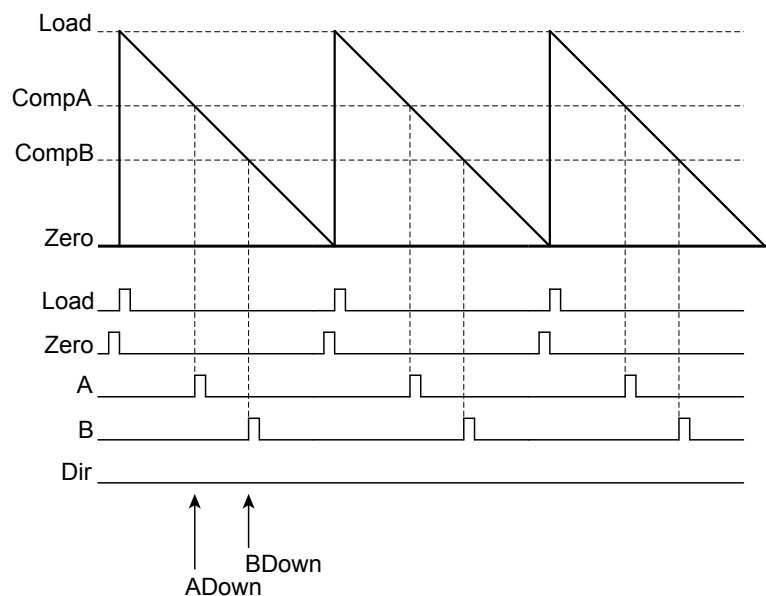 Load
CompA
CompB
Zero
Load
Zero
A
B
Dir
BDown
ADown